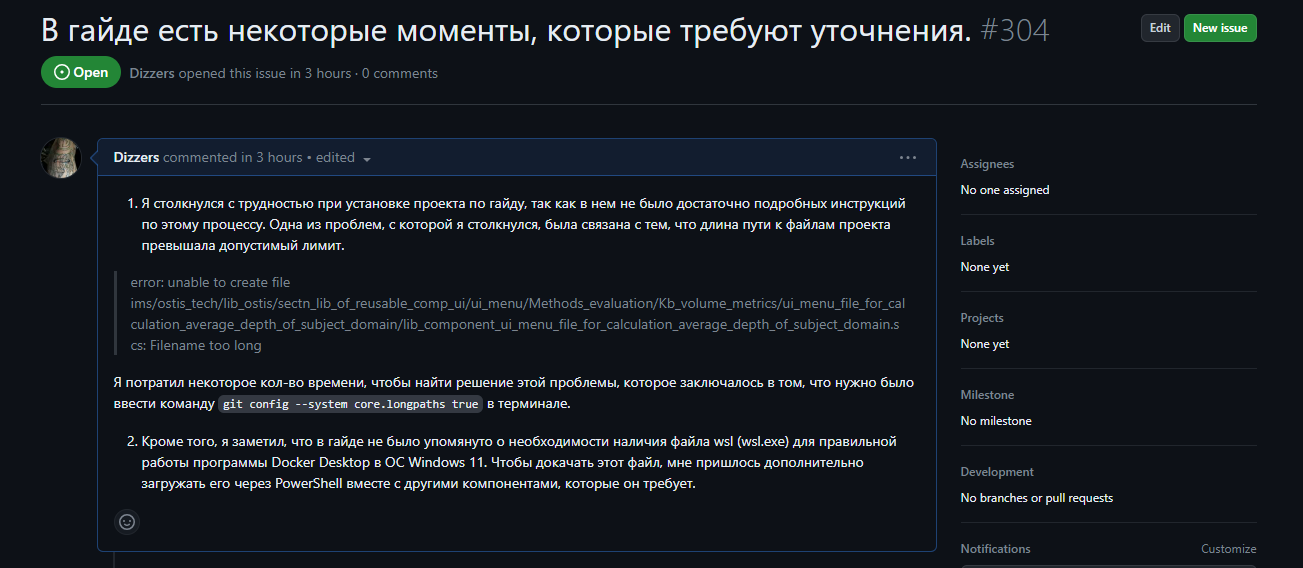 В гайде есть некоторые моменты, которые требуют уточнения. #304
Edit
New issue
Open
Dizzers opened this issue in 3 hours · 0 comments
Dizzers commented in 3 hours • edited
1. Я столкнулся с трудностью при установке проекта по гайду, так как в нем не было достаточно подробных инструкций
по этому процессу. Одна из проблем, с которой я столкнулся, была связана с тем, что длина пути к файлам проекта
превышала допустимый лимит.
error: unable to create file
ims/ostis_tech/lib_ostis/sectn_lib_of_reusable_comp_ui/ui_menu/Methods_evaluation/Kb_volume_metrics/ui_menu_file_for_cal
culation_average_depth_of_subject_domain/lib_component_ui_menu_file_for_calculation_average_depth_of_subject_domain.s
cs: Filename too long
Я потратил некоторое кол-во времени, чтобы найти решение этой проблемы, которое заключалось в том, что нужно было
ввести команду git config --system core.longpaths true в терминале.
2. Кроме того, я заметил, что в гайде не было упомянуто о необходимости наличия файла wsl (wsl.exe) для правильной
работы программы Docker Desktop в ОС Windows 11. Чтобы докачать этот файл, мне пришлось дополнительно
загружать его через PowerShell вместе с другими компонентами, которые он требует.
Assignees
No one assigned
Labels
None yet
Projects
None yet
Milestone
No milestone
Development
No branches or pull requests
Notifications
Customize